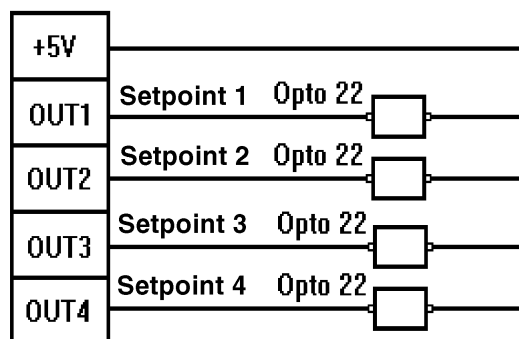 +5V
OUT1 Setpoint 1 Opto 22
OUT2 Setpoint 2 Opto 22
OUT3 Setpoint 3 Opto 22
OUT4 Setpoint 4 Opto 22